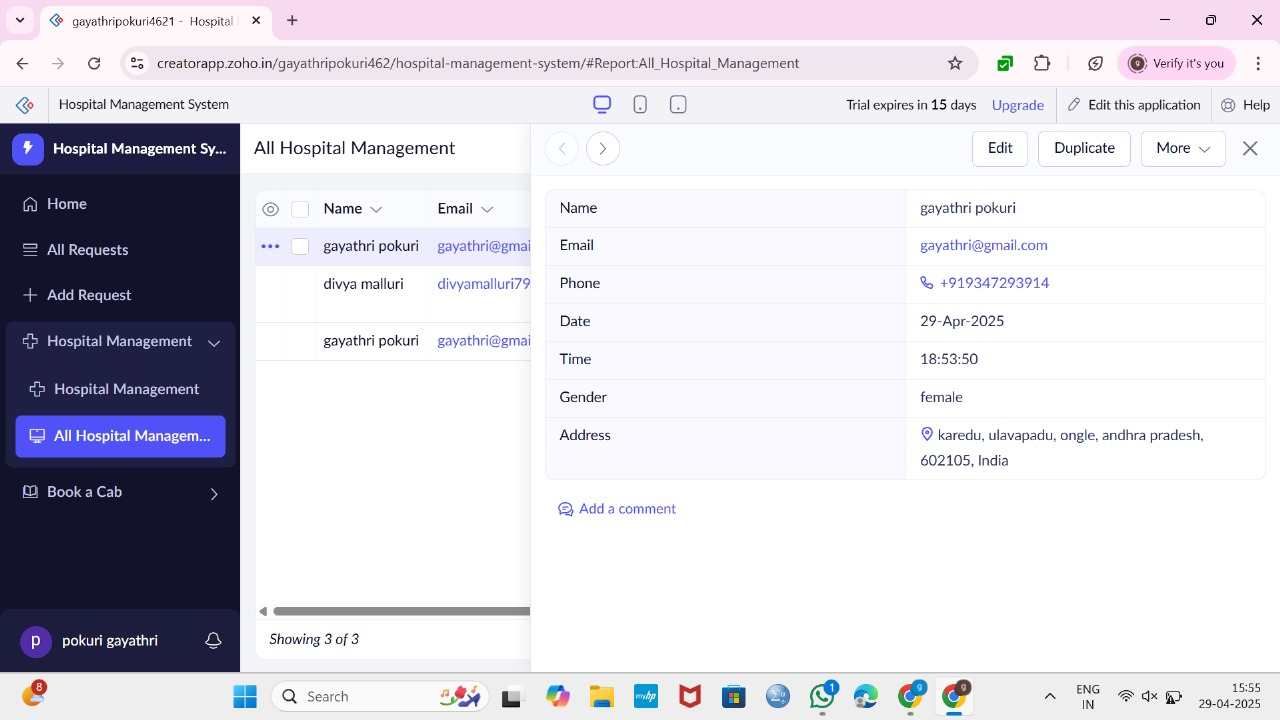 gayathripokuri4621 - Hospital
creatorapp.zoho.in/gayathripokuri462/hospital-management-system/#Report:All_Hospital_Management
g
Verify it's you
Hospital Management System
Trial expires in 15 days
Upgrade
Edit this application
Help
Hospital Management Sy...
Home
All Requests
Add Request
Hospital Management
Hospital Management
All Hospital Managem...
Book a Cab
p
pokuri gayathri
All Hospital Management
Name
Email
gayathri pokuri
gayathri@gmai
divya malluri
divyamalluri79
gayathri pokuri
gayathri@gmai
Showing 3 of 3
Edit
Duplicate
More
Name
gayathri pokuri
Email
gayathri@gmail.com
Phone
+919347293914
Date
29-Apr-2025
Time
18:53:50
Gender
female
Address
karedu, ulavapadu, ongle, andhra pradesh,
602105, India
Add a comment
8
Search
myhp
1
g
g
ENG
IN
15:55
29-04-2025